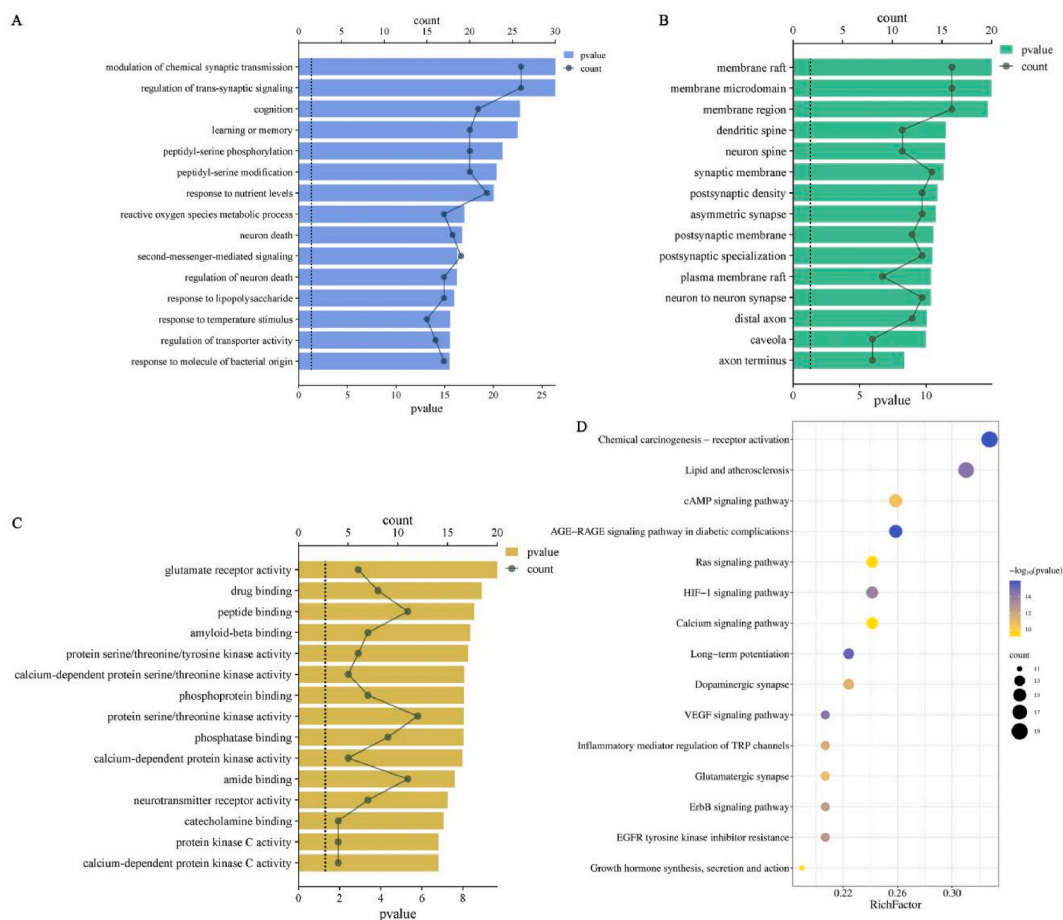 A
count
0 5 10 15 20 25 30
modulation of chemical synaptic transmission
regulation of trans-synaptic signaling
cognition
learning or memory
peptidyl-serine phosphorylation
peptidyl-serine modification
response to nutrient levels
reactive oxygen species metabolic process
neuron death
second-messenger-mediated signaling
regulation of neuron death
response to lipopolysaccharide
response to temperature stimulus
regulation of transporter activity
response to molecule of bacterial origin
pvalue
count
0 5 10 15 20 25
pvalue
B
count
0 5 10 15 20
membrane raft
membrane microdomain
membrane region
dendritic spine
neuron spine
synaptic membrane
postsynaptic density
asymmetric synapse
postsynaptic membrane
postsynaptic specialization
plasma membrane raft
neuron to neuron synapse
distal axon
caveola
axon terminus
pvalue
count
0 5 10
pvalue
C
count
0 5 10 15 20
glutamate receptor activity
drug binding
peptide binding
amyloid-beta binding
protein serine/threonine/tyrosine kinase activity
calcium-dependent protein serine/threonine kinase activity
phosphoprotein binding
protein serine/threonine kinase activity
phosphatase binding
calcium-dependent protein kinase activity
amide binding
neurotransmitter receptor activity
catecholamine binding
protein kinase C activity
calcium-dependent protein kinase C activity
pvalue
count
0 2 4 6 8
pvalue
D
Chemical carcinogenesis − receptor activation
Lipid and atherosclerosis
cAMP signaling pathway
AGE−RAGE signaling pathway in diabetic complications
Ras signaling pathway
HIF−1 signaling pathway
Calcium signaling pathway
Long−term potentiation
Dopaminergic synapse
VEGF signaling pathway
Inflammatory mediator regulation of TRP channels
Glutamatergic synapse
ErbB signaling pathway
EGFR tyrosine kinase inhibitor resistance
Growth hormone synthesis, secretion and action
0.22 0.26 0.30
RichFactor
−log10(pvalue)
14
12
10
count
11
13
15
17
19